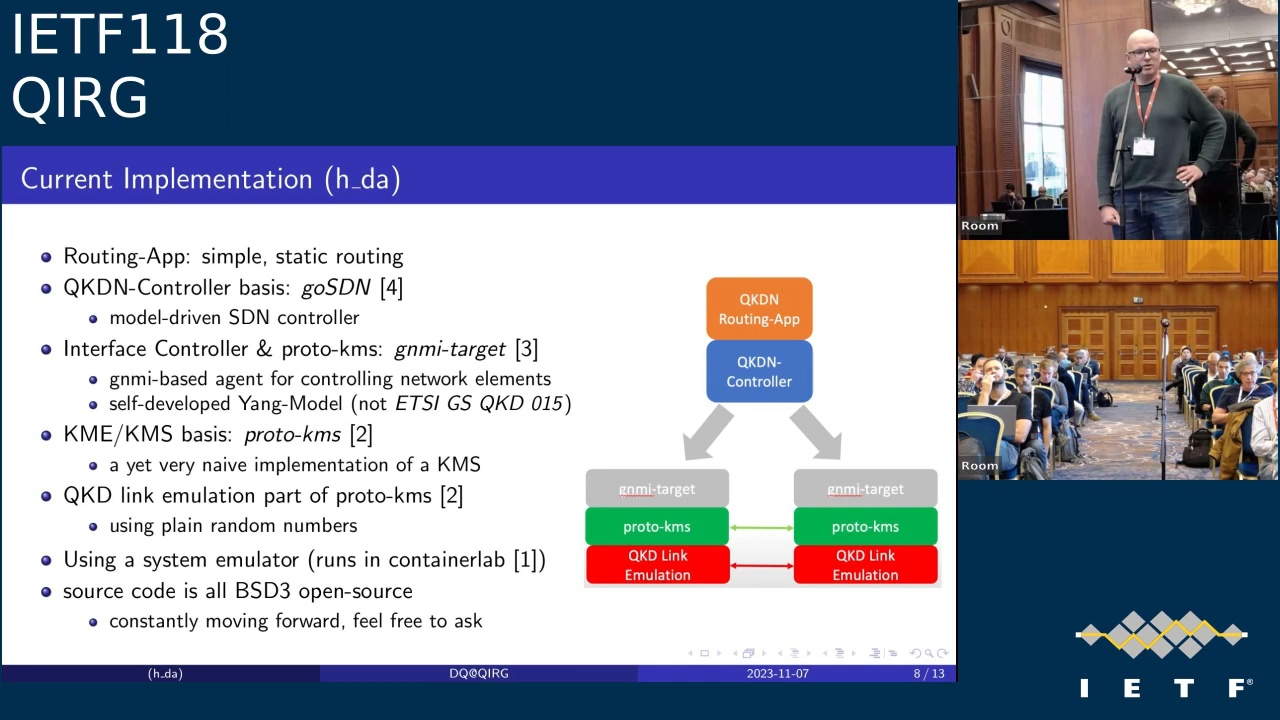 IETF118
QIRG
Current Implementation (h_da)
Routing-App: simple, static routing
QKDN-Controller basis: goSDN [4]
model-driven SDN controller
Interface Controller & proto-kms: gnmi-target [3]
gnmi-based agent for controlling network elements
self-developed Yang-Model (not ETSI GS QKD 015)
KME/KMS basis: proto-kms [2]
a yet very naive implementation of a KMS
QKD link emulation part of proto-kms [2]
using plain random numbers
Using a system emulator (runs in containerlab [1])
source code is all BSD3 open-source
constantly moving forward, feel free to ask
QKDN
Routing-App
QKDN-
Controller
gnmi-target
gnmi-target
proto-kms
proto-kms
QKD Link
Emulation
QKD Link
Emulation
(h_da)
DQ@QIRG
2023-11-07
8 / 13
Room
Room
I E T F®